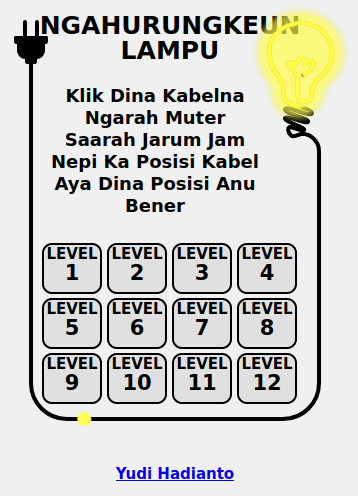 NGAHURUNGKEUN
LAMPU
Klik Dina Kabelna
Ngarah Muter
Saarah Jarum Jam
Nepi Ka Posisi Kabel
Aya Dina Posisi Anu
Bener
LEVEL 1 LEVEL 2 LEVEL 3 LEVEL 4
LEVEL 5 LEVEL 6 LEVEL 7 LEVEL 8
LEVEL 9 LEVEL 10 LEVEL 11 LEVEL 12
Yudi Hadianto